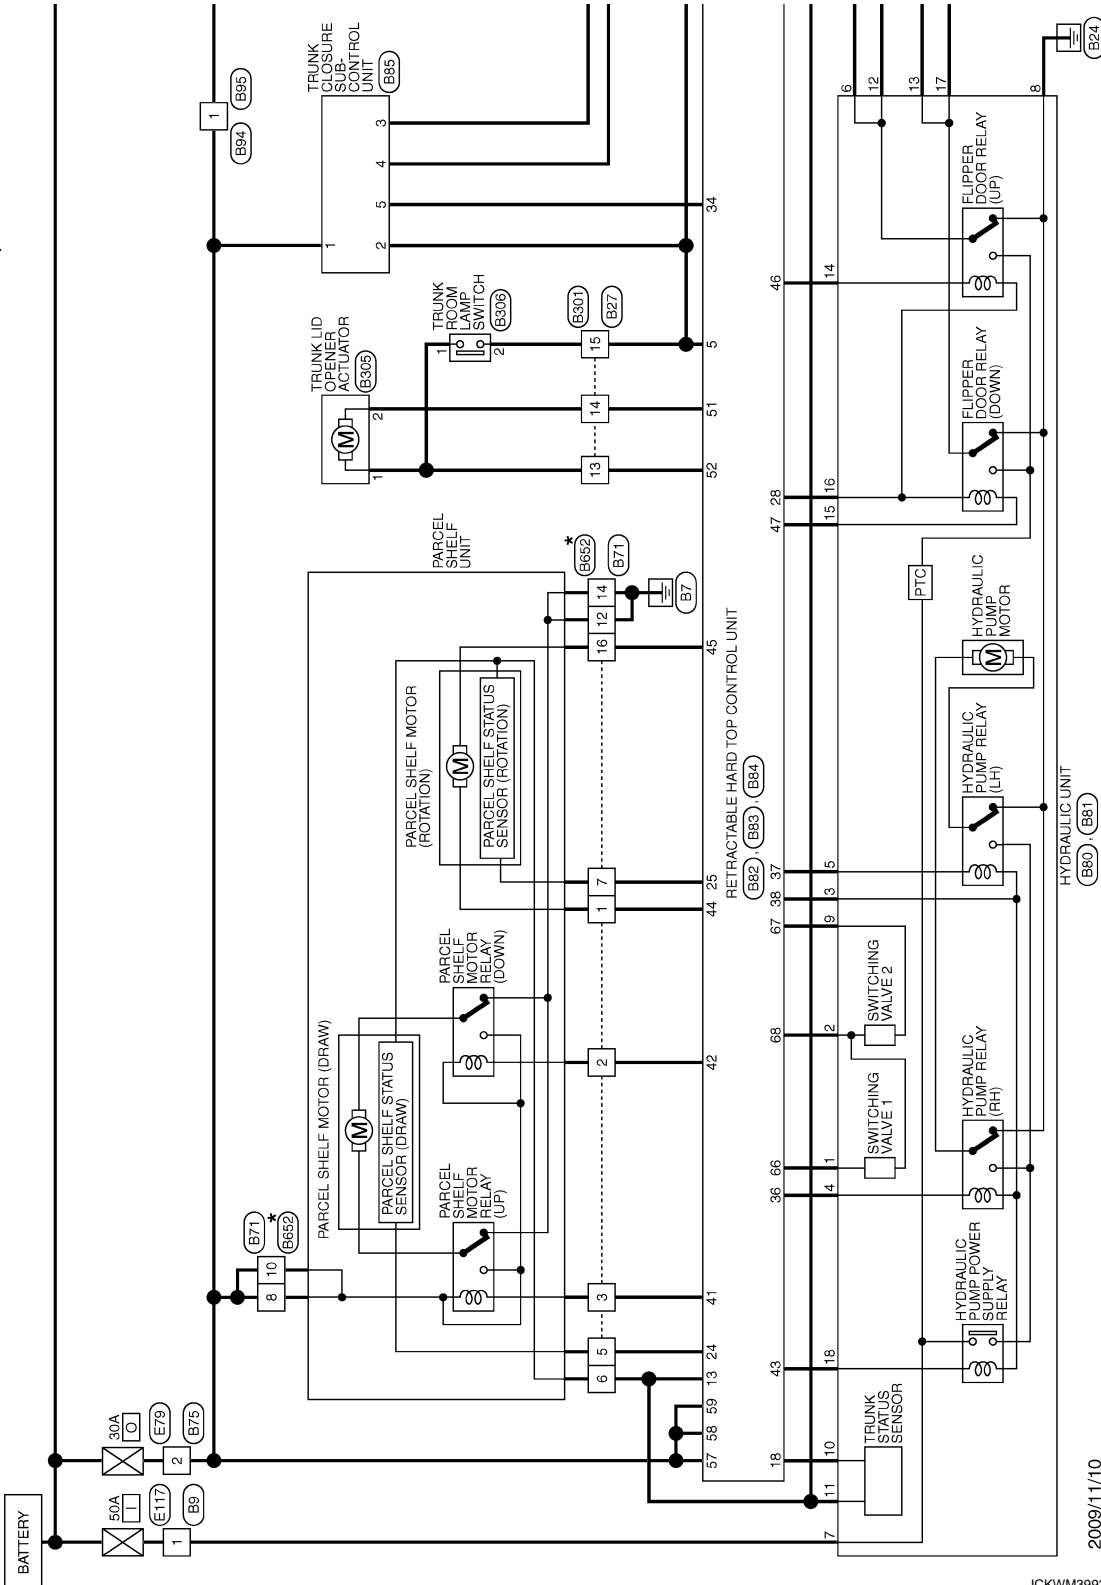 BATTERY
50A
I
E117
1
B9
30A
O
E79
2
B75
B71
* B652
8
10
B94
1
B95
TRUNK
CLOSURE
SUB-
CONTROL
UNIT
B85
1
2
5
4
3
TRUNK LID
OPENER
ACTUATOR
B305
M
1
2
TRUNK
ROOM
LAMP
SWITCH
B306
1
2
B301
B27
13
14
15
PARCEL
SHELF
UNIT
PARCEL SHELF MOTOR (DRAW)
M
PARCEL SHELF STATUS
SENSOR (DRAW)
PARCEL
SHELF
MOTOR
RELAY
(UP)
PARCEL
SHELF
MOTOR
RELAY
(DOWN)
PARCEL SHELF MOTOR
(ROTATION)
M
PARCEL SHELF STATUS
SENSOR (ROTATION)
* B652
B71
6
5
3
2
1
7
16
12
14
B7
57
58
59
13
24
41
42
44
25
45
52
51
5
34
RETRACTABLE HARD TOP CONTROL UNIT
B82 , B83 , B84
18
43
36
66
68
67
38
37
47
28
46
7
11
10
18
4
1
2
9
3
5
15
16
14
6
12
13
17
8
B24
TRUNK
STATUS
SENSOR
HYDRAULIC
PUMP POWER
SUPPLY
RELAY
SWITCHING
VALVE 1
HYDRAULIC
PUMP RELAY
(RH)
SWITCHING
VALVE 2
HYDRAULIC
PUMP RELAY
(LH)
HYDRAULIC
PUMP
MOTOR
M
PTC
FLIPPER
DOOR RELAY
(DOWN)
FLIPPER
DOOR RELAY
(UP)
HYDRAULIC UNIT
B80 , B81
2009/11/10